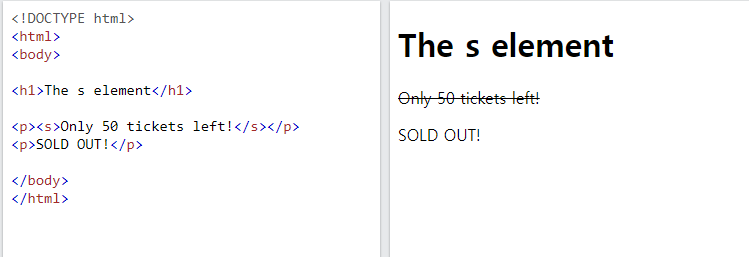 <!DOCTYPE html>
<html>
<body>
<h1>The s element</h1>
<p><s>Only 50 tickets left!</s></p>
<p>SOLD OUT!</p>
</body>
</html>
The s element
Only 50 tickets left!
SOLD OUT!